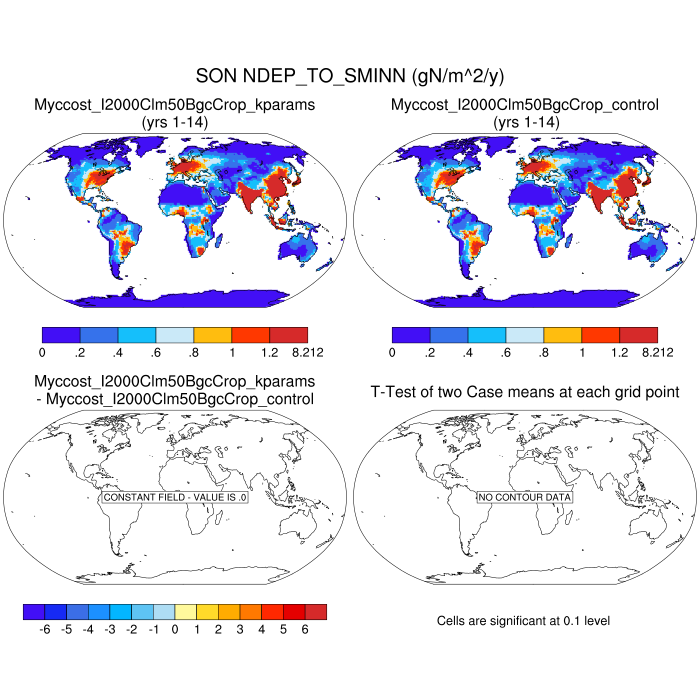 SON NDEP_TO_SMINN (gN/m^2/y)
Myccost_I2000Clm50BgcCrop_kparams
(yrs 1-14)
Myccost_I2000Clm50BgcCrop_control
(yrs 1-14)
0 .2 .4 .6 .8 1 1.2 8.212
0 .2 .4 .6 .8 1 1.2 8.212
Myccost_I2000Clm50BgcCrop_kparams
- Myccost_I2000Clm50BgcCrop_control
T-Test of two Case means at each grid point
CONSTANT FIELD - VALUE IS .0
NO CONTOUR DATA
-6 -5 -4 -3 -2 -1 0 1 2 3 4 5 6
Cells are significant at 0.1 level